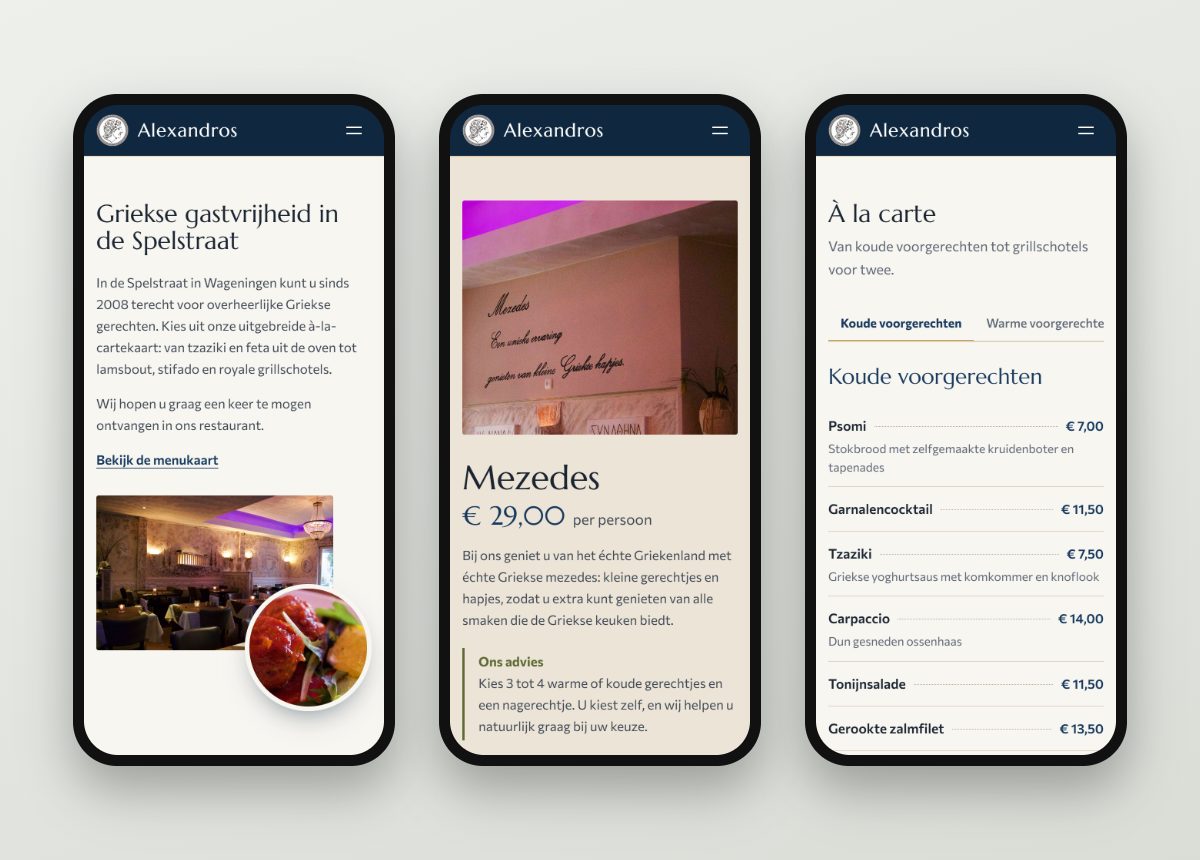 Alexandros
Griekse gastvrijheid in
de Spelstraat
In de Spelstraat in Wageningen kunt u sinds
2008 terecht voor overheerlijke Griekse
gerechten. Kies uit onze uitgebreide à-la-
cartekaart: van tzaziki en feta uit de oven tot
lamsbout, stifado en royale grillschotels.
Wij hopen u graag een keer te mogen
ontvangen in ons restaurant.
Bekijk de menukaart
Alexandros
Mezedes
Een unieke ervaring
genieten van kleine Griekse hapjes.
Mezedes
€ 29,00 per persoon
Bij ons geniet u van het échte Griekenland met
échte Griekse mezedes: kleine gerechtjes en
hapjes, zodat u extra kunt genieten van alle
smaken die de Griekse keuken biedt.
Ons advies
Kies 3 tot 4 warme of koude gerechtjes en
een nagerechtje. U kiest zelf, en wij helpen u
natuurlijk graag bij uw keuze.
Alexandros
À la carte
Van koude voorgerechten tot grillschotels
voor twee.
Koude voorgerechten Warme voorgerechte
Koude voorgerechten
Psomi € 7,00
Stokbrood met zelfgemaakte kruidenboter en
tapenades
Garnalencocktail € 11,50
Tzaziki € 7,50
Griekse yoghurtsaus met komkommer en knoflook
Carpaccio € 14,00
Dun gesneden ossenhaas
Tonijnsalade € 11,50
Gerookte zalmfilet € 13,50